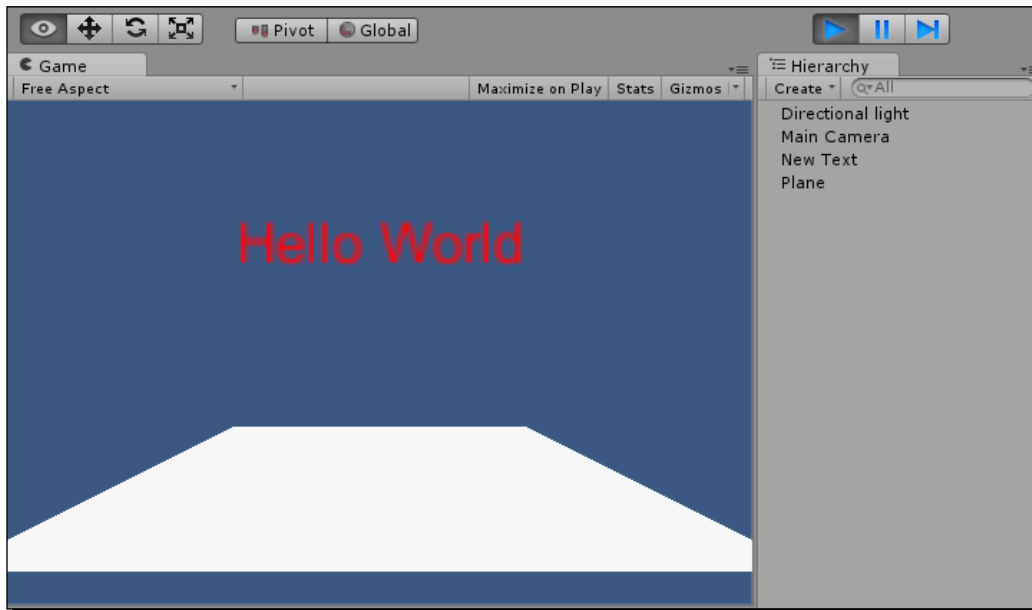 Pivot Global
Game
Free Aspect Maximize on Play Stats Gizmos
Hello World
Hierarchy
Create All
Directional light
Main Camera
New Text
Plane